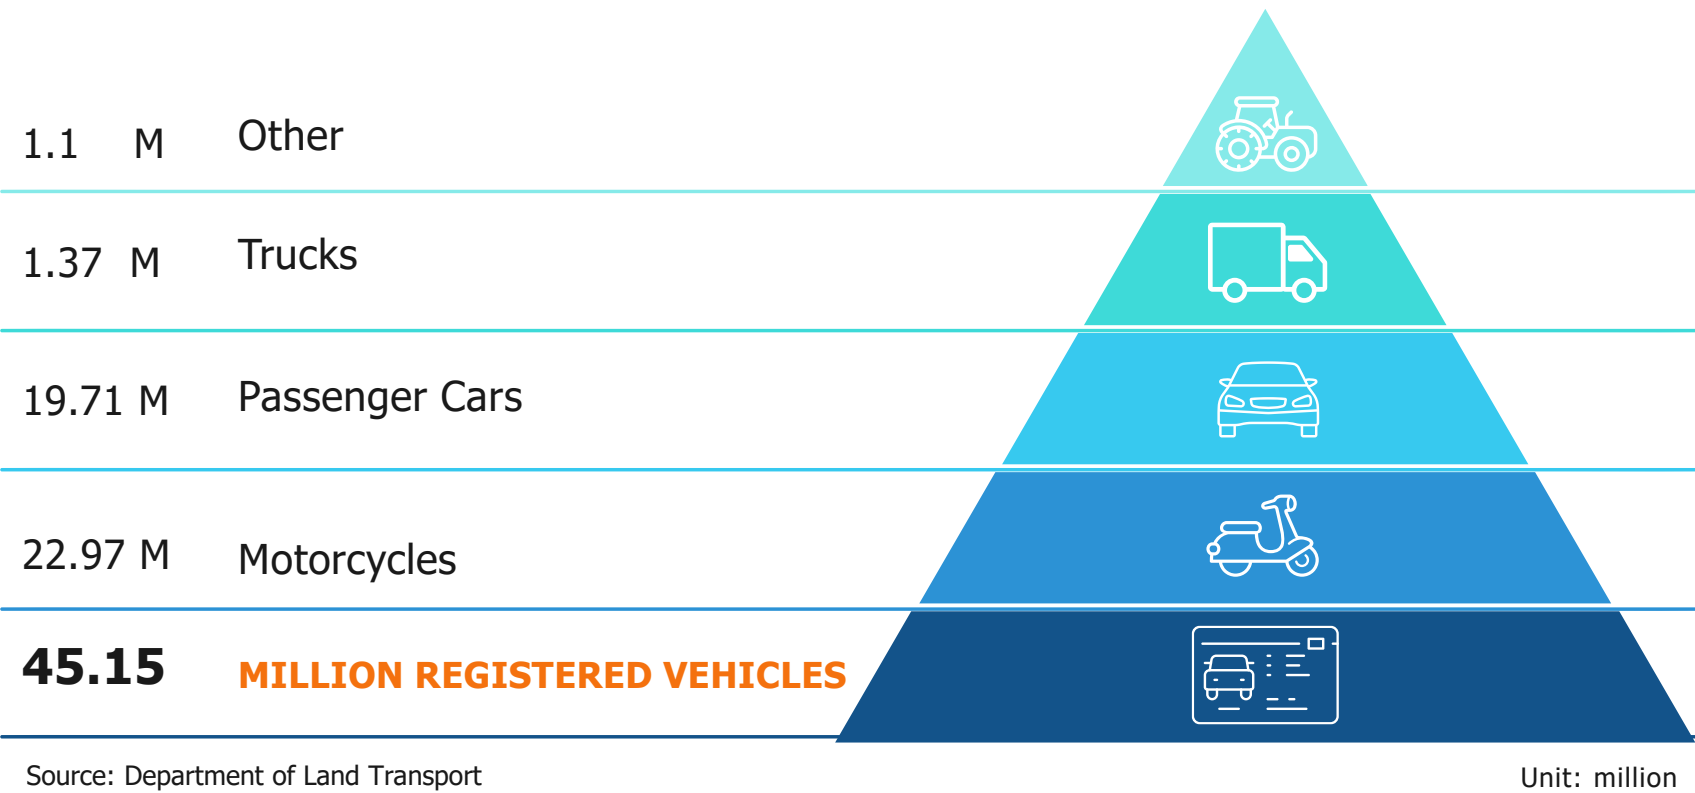 1.1 M Other
1.37 M Trucks
19.71 M Passenger Cars
22.97 M Motorcycles
45.15 MILLION REGISTERED VEHICLES
Source: Department of Land Transport
Unit: million